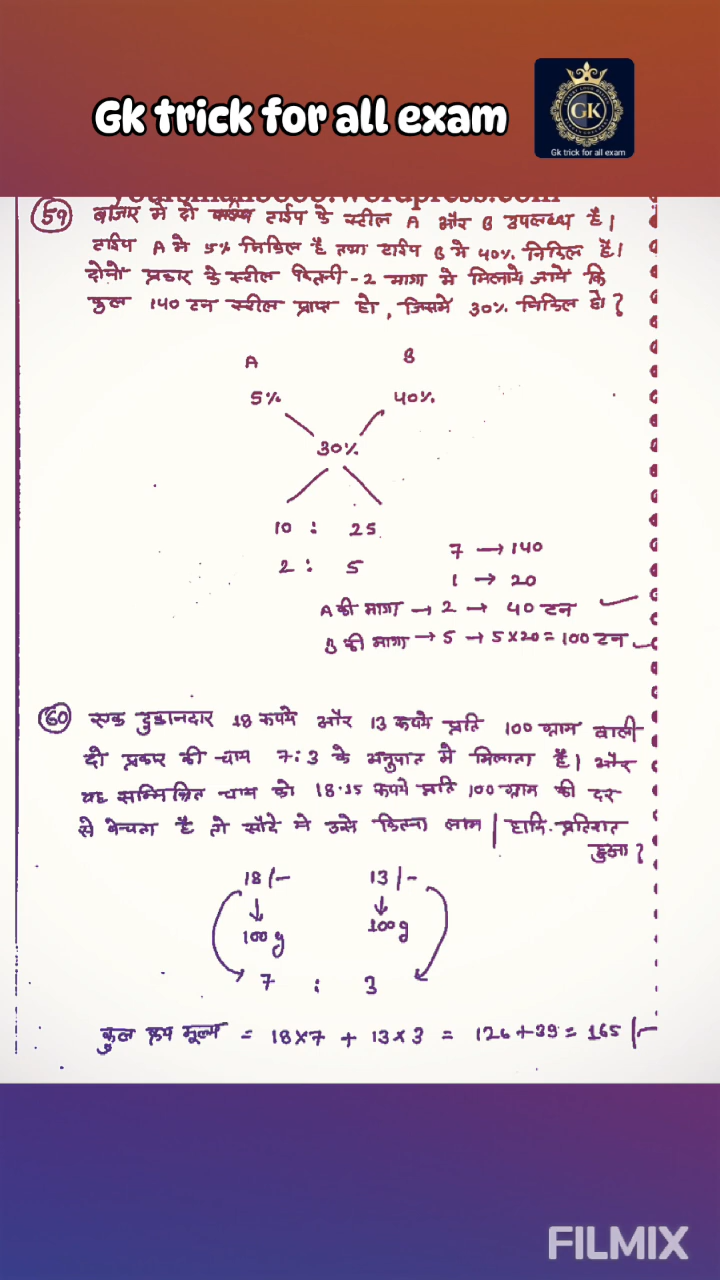 Gk trick for all exam
GK
Gk trick for all exam
59 बाजार में दो टाईप के स्टील A और B उपलब्ध है।
टाईप A में 5% निकिल है तथा टाईप B में 40% निकिल है।
दोनो प्रकार के स्टील कितनी-2 मात्रा में मिलाये जाये कि
कुल 140 टन स्टील प्राप्त हो, जिसमें 30% निकिल हो?
A B
5% 40%
30%
10 : 25
2 : 5
7 → 140
1 → 20
A की मात्रा → 2 → 40 टन
B की मात्रा → 5 → 5×20 = 100 टन
60 एक दुकानदार 18 रूपये और 13 रूपये प्रति 100 ग्राम वाली
दो प्रकार की चाय 7:3 के अनुपात में मिलाता है। और
वह सम्मिश्रित चाय को 18.15 रूपये प्रति 100 ग्राम की दर
से बेचता है तो सौदे में उसे कितना लाभ | हानि प्रतिशत
हुआ?
18/- 13/-
↓ ↓
100g 100g
7 : 3
कुल क्रय मूल्य = 18×7 + 13×3 = 126+39 = 165/-
FILMIX